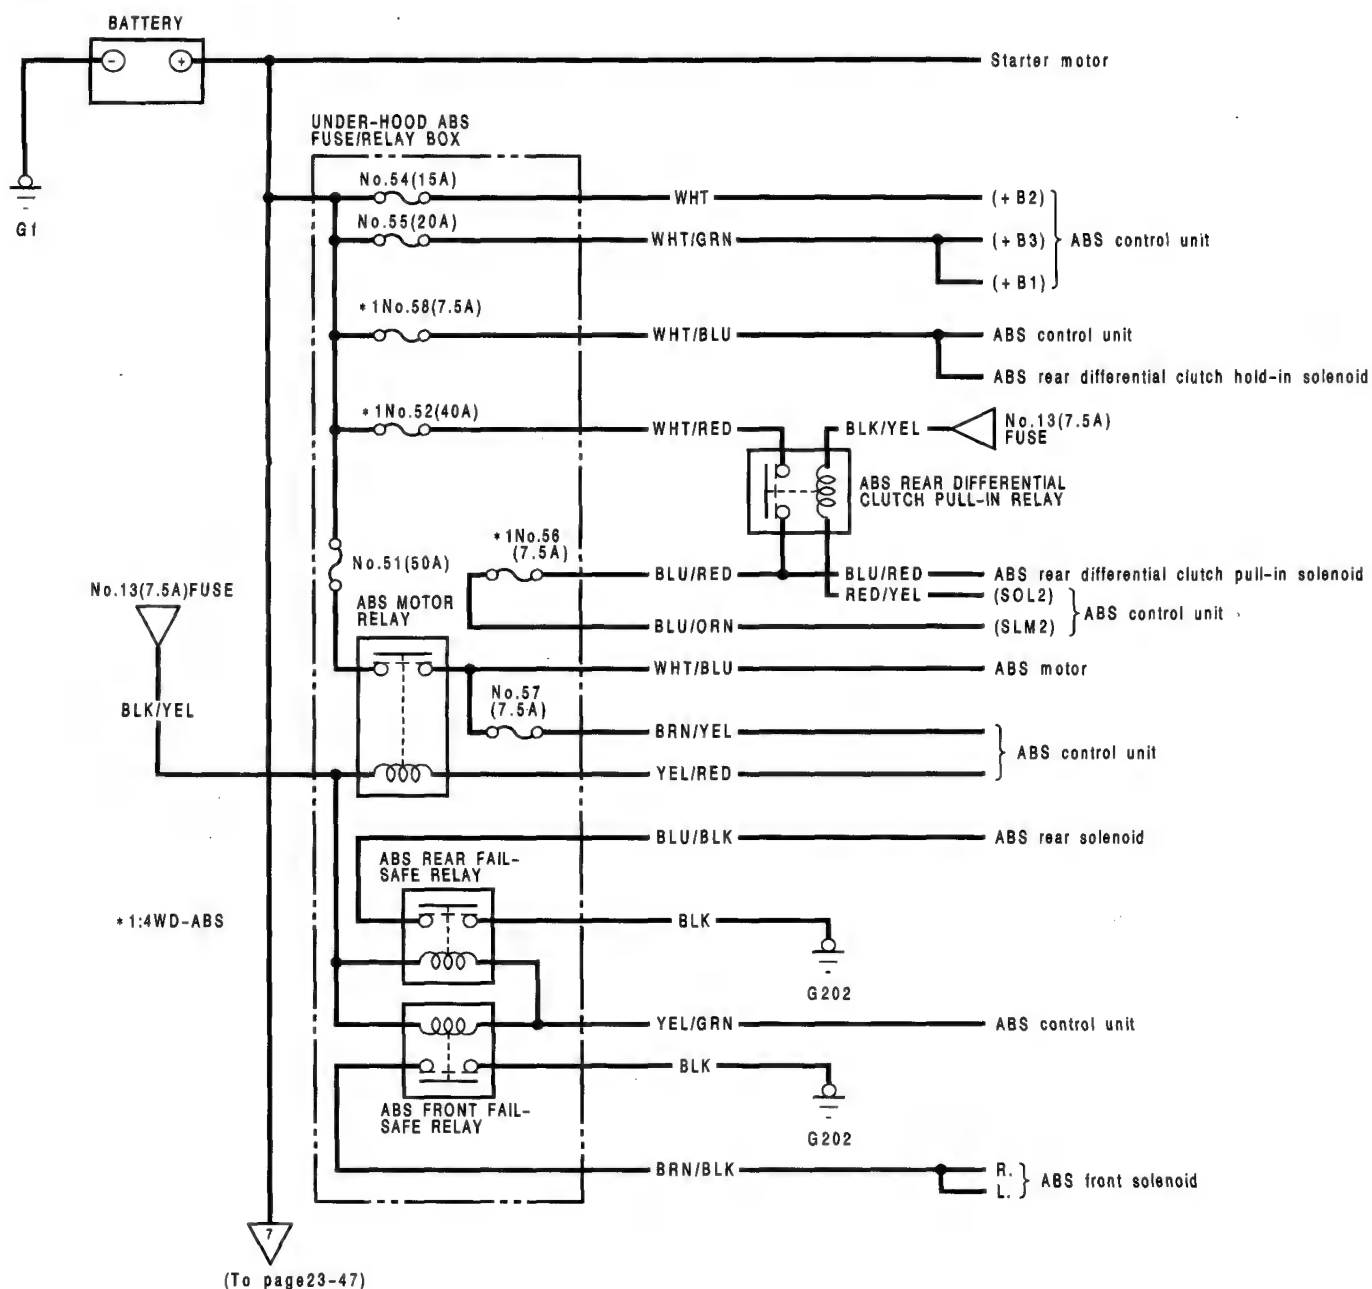 BATTERY
Starter motor
UNDER-HOOD ABS
FUSE/RELAY BOX
G1
No.54(15A)
WHT
(+B2)
No.55(20A)
WHT/GRN
(+B3)
ABS control unit
(+B1)
*1No.58(7.5A)
WHT/BLU
ABS control unit
ABS rear differential clutch hold-in solenoid
*1No.52(40A)
WHT/RED
BLK/YEL
No.13(7.5A)
FUSE
ABS REAR DIFFERENTIAL
CLUTCH PULL-IN RELAY
*1No.56
(7.5A)
No.51(50A)
BLU/RED
BLU/RED
ABS rear differential clutch pull-in solenoid
No.13(7.5A)FUSE
RED/YEL
(SOL2)
ABS control unit
ABS MOTOR
RELAY
BLU/ORN
(SLM2)
WHT/BLU
ABS motor
No.57
(7.5A)
BLK/YEL
BRN/YEL
ABS control unit
YEL/RED
BLU/BLK
ABS rear solenoid
ABS REAR FAIL-
SAFE RELAY
*1:4WD-ABS
BLK
G202
YEL/GRN
ABS control unit
BLK
ABS FRONT FAIL-
SAFE RELAY
G202
BRN/BLK
R.
L.
ABS front solenoid
7
(To page23-47)